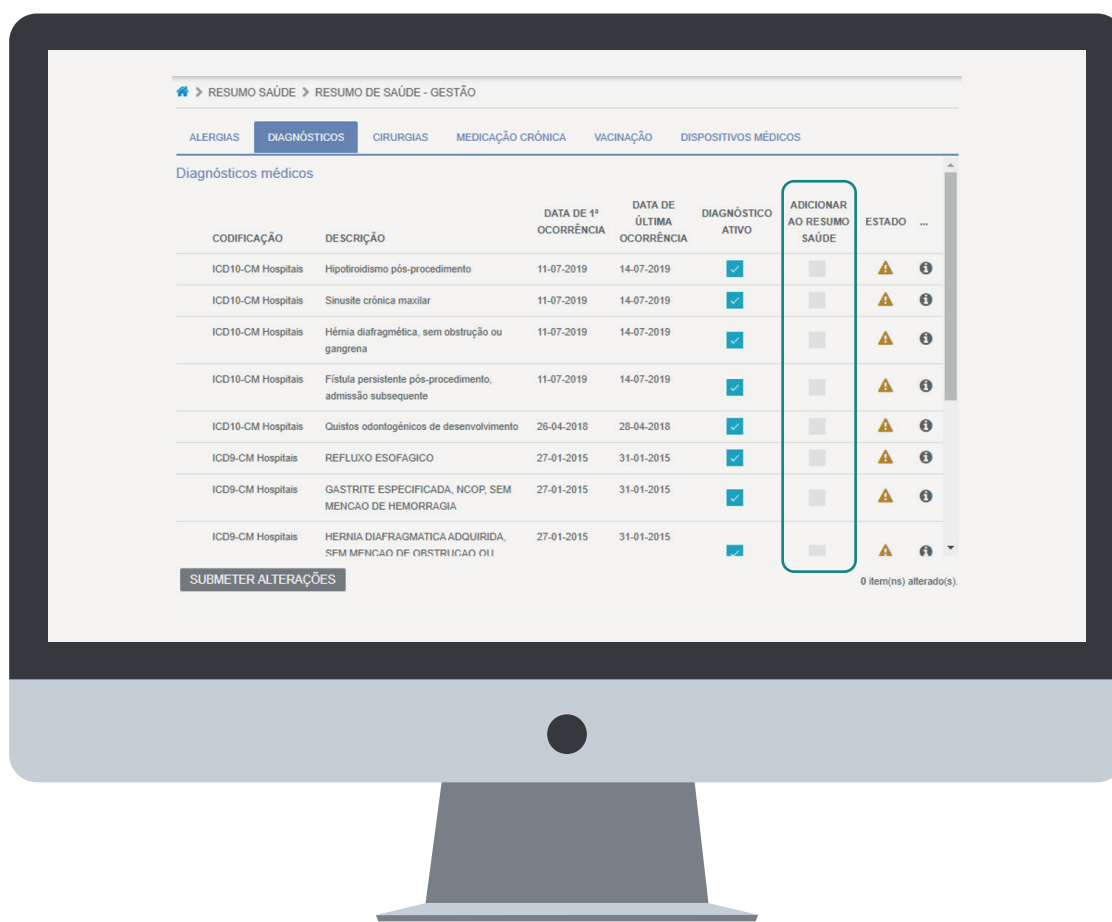 RESUMO SAÚDE > RESUMO DE SAÚDE - GESTÃO
ALERGIAS DIAGNÓSTICOS CIRURGIAS MEDICAÇÃO CRÓNICA VACINAÇÃO DISPOSITIVOS MÉDICOS
Diagnósticos médicos
CODIFICAÇÃO DESCRIÇÃO DATA DE 1ª OCORRÊNCIA DATA DE ÚLTIMA OCORRÊNCIA DIAGNÓSTICO ATIVO ADICIONAR AO RESUMO SAÚDE ESTADO ...
ICD10-CM Hospitais Hipotiroidismo pós-procedimento 11-07-2019 14-07-2019
ICD10-CM Hospitais Sinusite crónica maxilar 11-07-2019 14-07-2019
ICD10-CM Hospitais Hérnia diafragmética, sem obstrução ou 11-07-2019 14-07-2019
gangrena
ICD10-CM Hospitais Fístula persistente pós-procedimento, 11-07-2019 14-07-2019
admissão subsequente
ICD10-CM Hospitais Quistos odontogénicos de desenvolvimento 26-04-2018 28-04-2018
ICD9-CM Hospitais REFLUXO ESOFAGICO 27-01-2015 31-01-2015
ICD9-CM Hospitais GASTRITE ESPECIFICADA, NCOP, SEM 27-01-2015 31-01-2015
MENCAO DE HEMORRAGIA
ICD9-CM Hospitais HERNIA DIAFRAGMATICA ADQUIRIDA, 27-01-2015 31-01-2015
SEM MENCAO DE OBSTRUCAO OU
SUBMETER ALTERAÇÕES 0 item(ns) alterado(s).